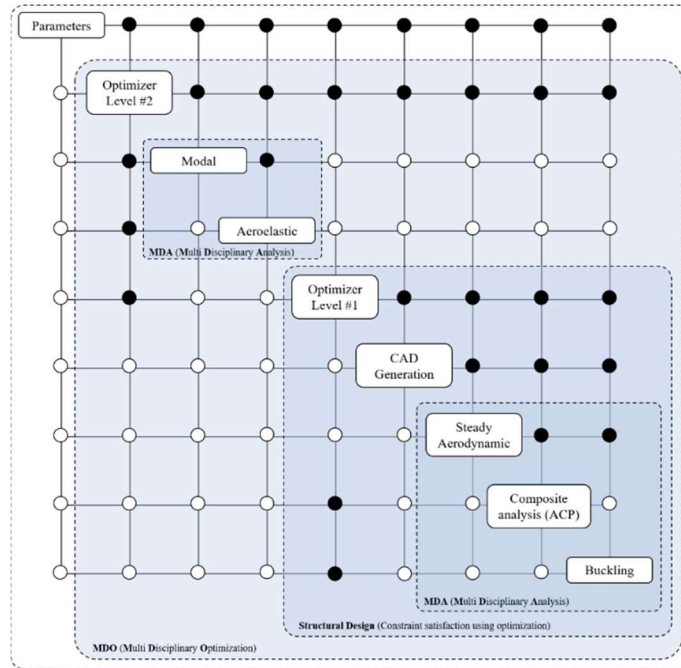 Parameters
Optimizer
Level #2
Modal
Aeroelastic
MDA (Multi Disciplinary Analysis)
Optimizer
Level #1
CAD
Generation
Steady
Aerodynamic
Composite
analysis (ACP)
Buckling
MDA (Multi Disciplinary Analysis)
Structural Design (Constraint satisfaction using optimization)
MDO (Multi Disciplinary Optimization)